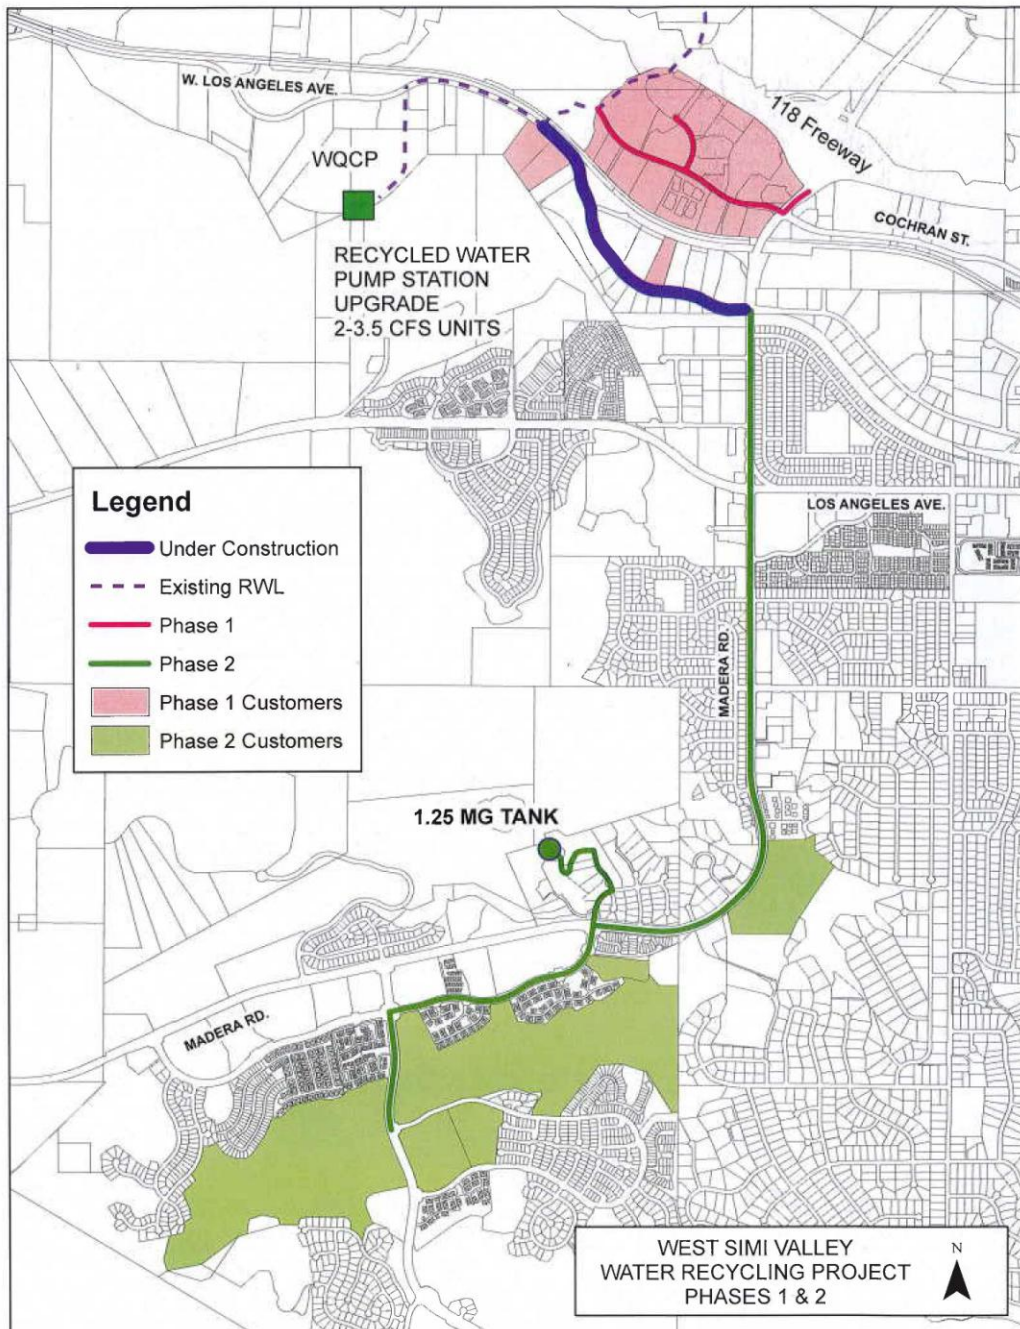 W. LOS ANGELES AVE.
118 Freeway
WQCP
COCHRAN ST.
RECYCLED WATER
PUMP STATION
UPGRADE
2-3.5 CFS UNITS
Legend
Under Construction
Existing RWL
Phase 1
Phase 2
Phase 1 Customers
Phase 2 Customers
LOS ANGELES AVE.
MADERA RD.
1.25 MG TANK
MADERA RD.
WEST SIMI VALLEY
WATER RECYCLING PROJECT
PHASES 1 & 2
N